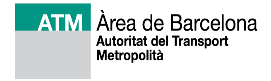 ATM Àrea de Barcelona
Autoritat del Transport
Metropolità